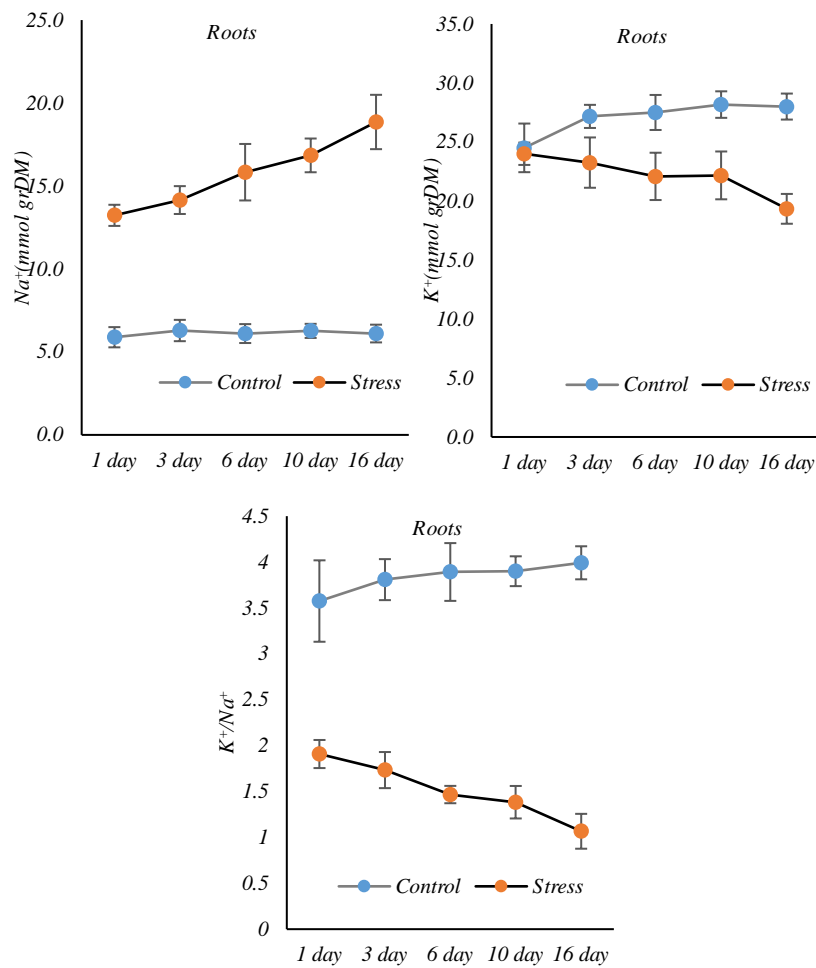 Roots
25.0
20.0
15.0
10.0
5.0
0.0
Na⁺(mmol grDM)
Control
Stress
1 day 3 day 6 day 10 day 16 day
Roots
35.0
30.0
25.0
20.0
15.0
10.0
5.0
0.0
K⁺(mmol grDM)
Control
Stress
1 day 3 day 6 day 10 day 16 day
Roots
4.5
4
3.5
3
2.5
2
1.5
1
0.5
0
K⁺/Na⁺
Control
Stress
1 day 3 day 6 day 10 day 16 day